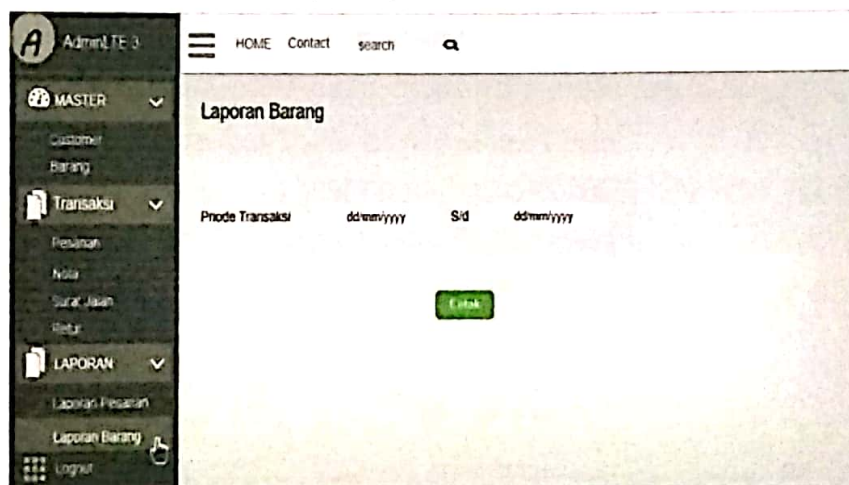 A AdminLTE 3
HOME Contact search
MASTER
Customer
Barang
Transaksi
Pesanan
Nota
Surat Jalan
Retur
LAPORAN
Laporan Pesanan
Laporan Barang
Logout
Laporan Barang
Priode Transaksi dd/mm/yyyy S/d dd/mm/yyyy
Cetak